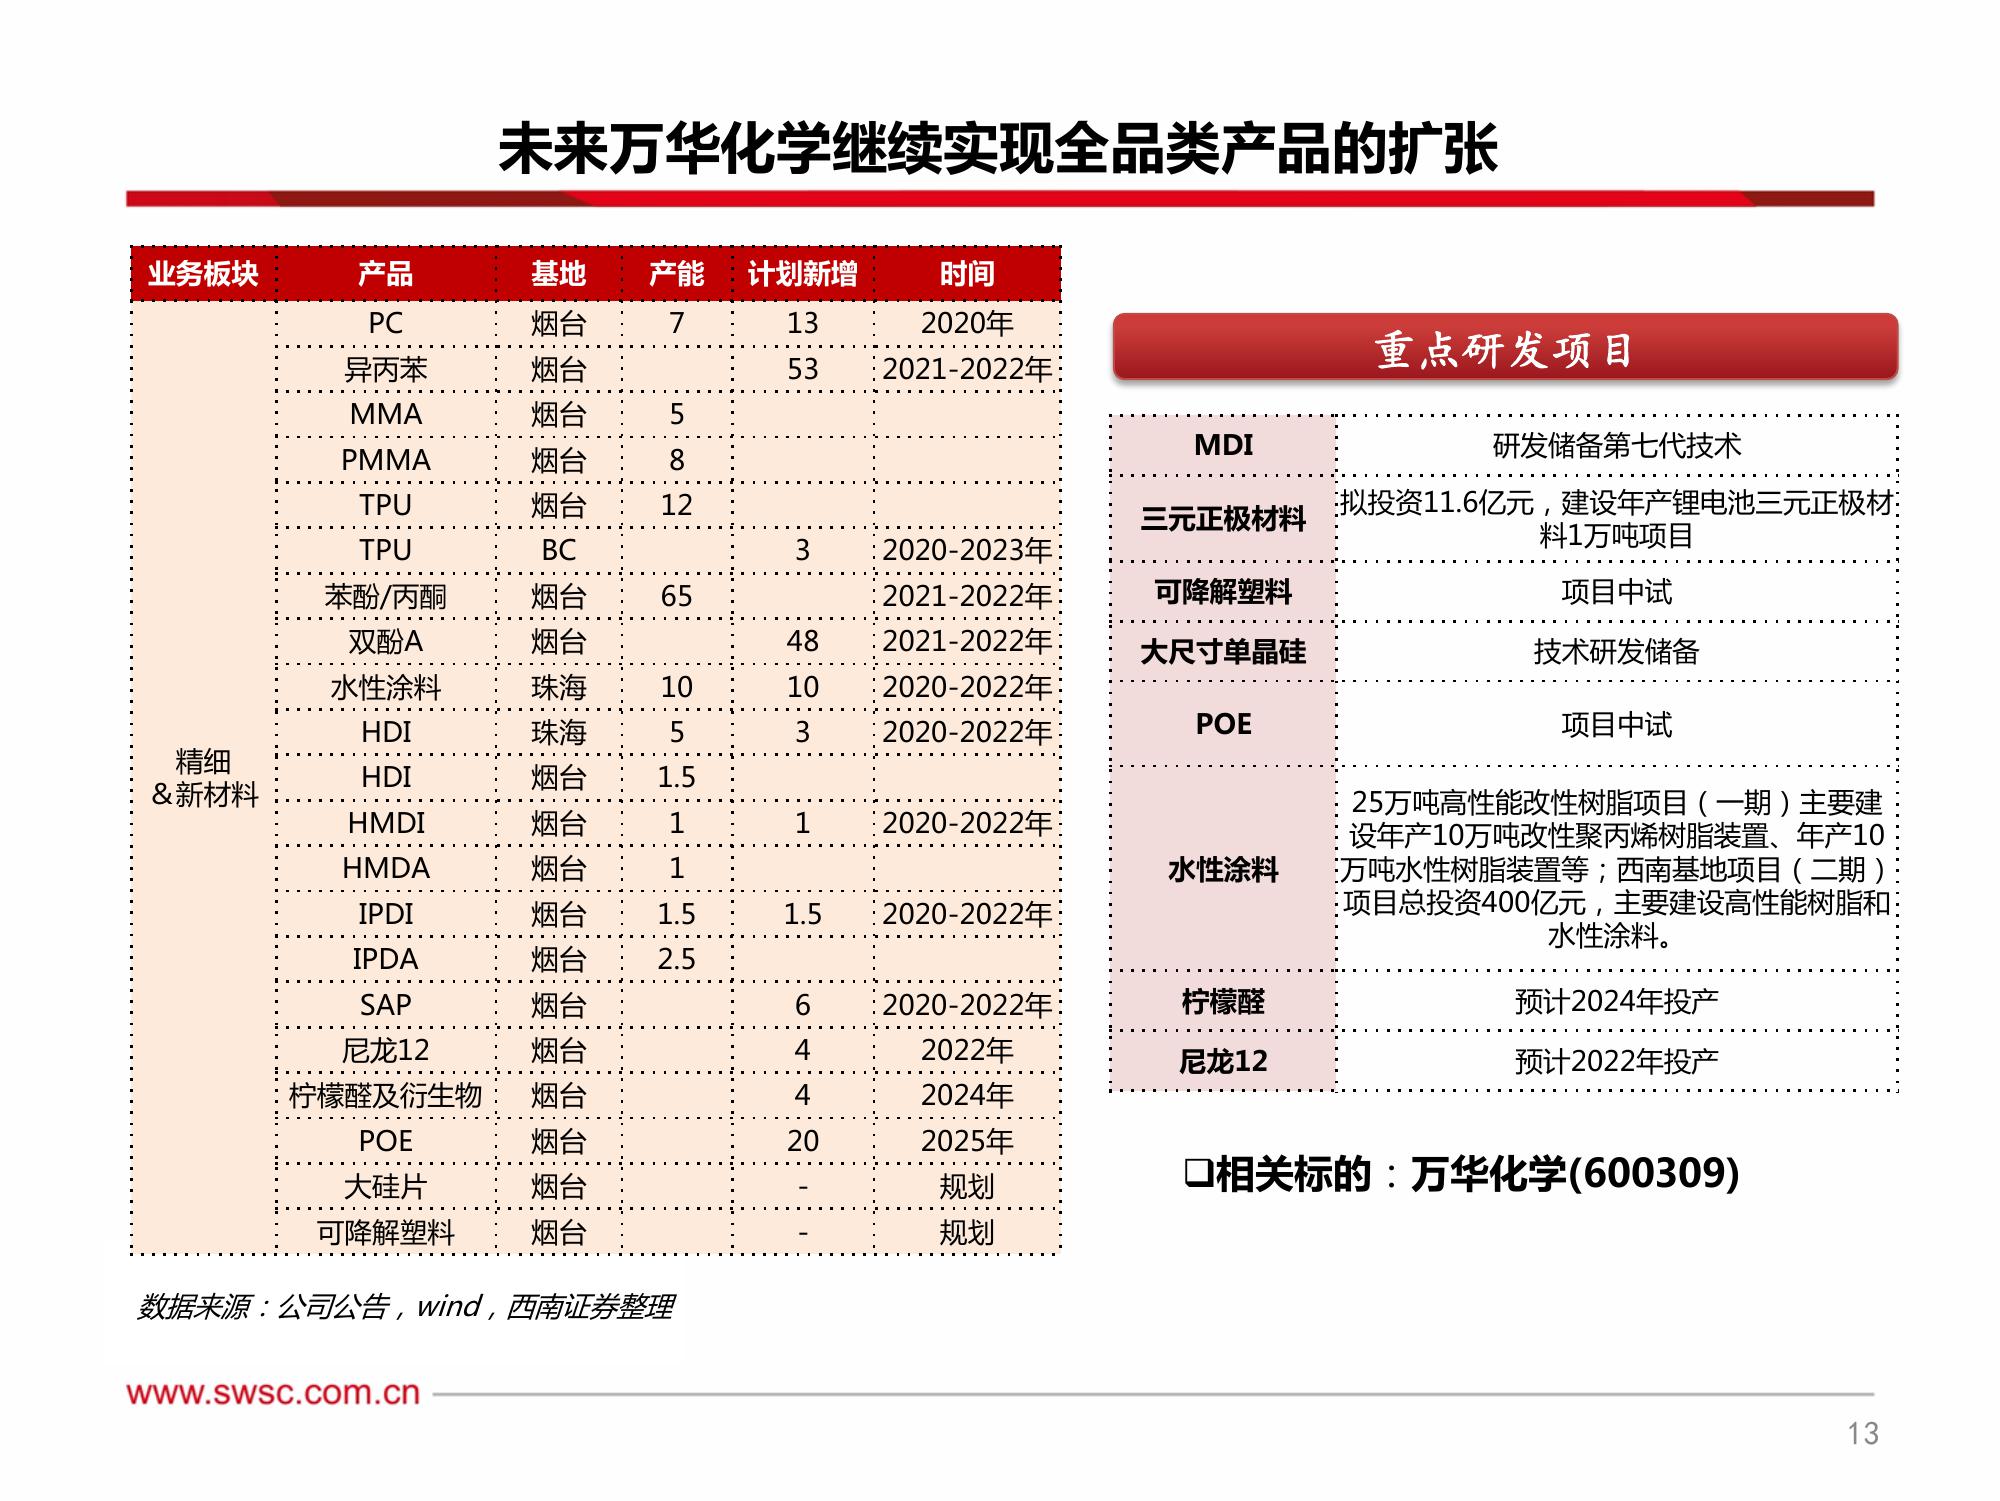 未来万华化学继续实现全品类产品的扩张
业务板块 产品 基地 产能 计划新增 时间
精细
&新材料
PC 烟台 7 13 2020年
异丙苯 烟台 53 2021-2022年
MMA 烟台 5
PMMA 烟台 8
TPU 烟台 12
TPU BC 3 2020-2023年
苯酚/丙酮 烟台 65 2021-2022年
双酚A 烟台 48 2021-2022年
水性涂料 珠海 10 10 2020-2022年
HDI 珠海 5 3 2020-2022年
HDI 烟台 1.5
HMDI 烟台 1 1 2020-2022年
HMDA 烟台 1
IPDI 烟台 1.5 1.5 2020-2022年
IPDA 烟台 2.5
SAP 烟台 6 2020-2022年
尼龙12 烟台 4 2022年
柠檬醛及衍生物 烟台 4 2024年
POE 烟台 20 2025年
大硅片 烟台 - 规划
可降解塑料 烟台 - 规划
数据来源：公司公告，wind，西南证券整理
重点研发项目
MDI 研发储备第七代技术
三元正极材料 拟投资11.6亿元，建设年产锂电池三元正极材
料1万吨项目
可降解塑料 项目中试
大尺寸单晶硅 技术研发储备
POE 项目中试
水性涂料 25万吨高性能改性树脂项目（一期）主要建
设年产10万吨改性聚丙烯树脂装置、年产10
万吨水性树脂装置等；西南基地项目（二期）
项目总投资400亿元，主要建设高性能树脂和
水性涂料。
柠檬醛 预计2024年投产
尼龙12 预计2022年投产
❑相关标的：万华化学(600309)
www.swsc.com.cn
13